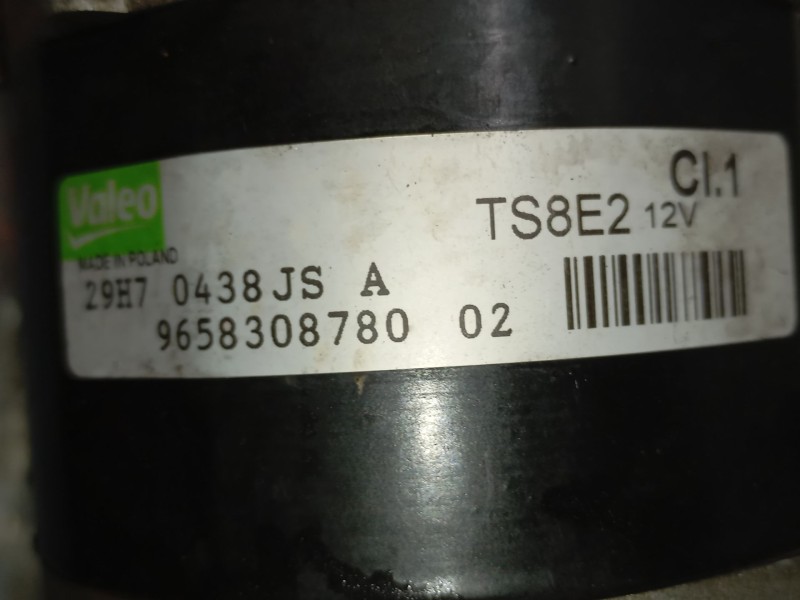 Valeo
MADE IN POLAND
Cl.1
TS8E2 12V
29H7 0438JS A
9658308780 02